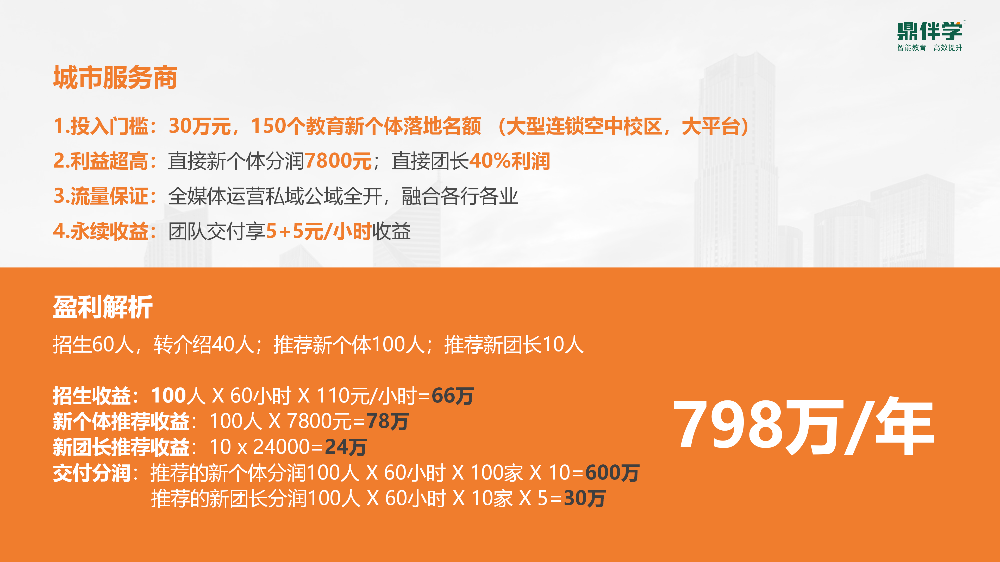 鼎伴学®
智能教育 高效提升
城市服务商
1.投入门槛：30万元，150个教育新个体落地名额 （大型连锁空中校区，大平台）
2.利益超高：直接新个体分润7800元；直接团长40%利润
3.流量保证：全媒体运营私域公域全开，融合各行各业
4.永续收益：团队交付享5+5元/小时收益
盈利解析
招生60人，转介绍40人；推荐新个体100人；推荐新团长10人
招生收益：100人 X 60小时 X 110元/小时=66万
新个体推荐收益：100人 X 7800元=78万
新团长推荐收益：10 x 24000=24万
交付分润：推荐的新个体分润100人 X 60小时 X 100家 X 10=600万
推荐的新团长分润100人 X 60小时 X 10家 X 5=30万
798万/年